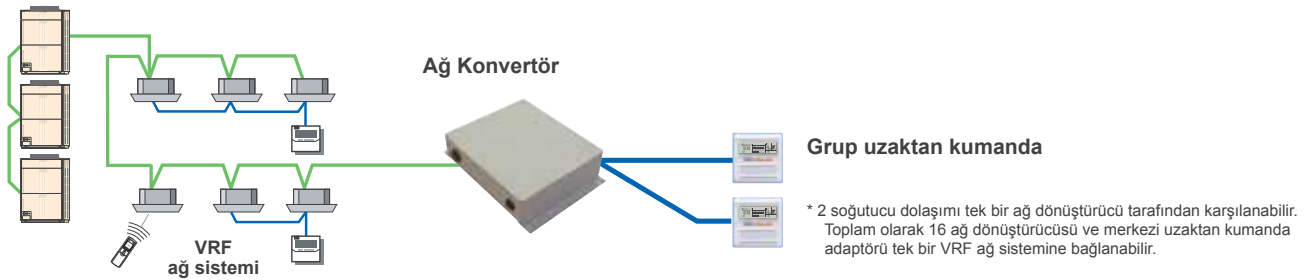 Ağ Konvertör
Grup uzaktan kumanda
* 2 soğutucu dolaşımı tek bir ağ dönüştürücü tarafından karşılanabilir.
Toplam olarak 16 ağ dönüştürücüsü ve merkezi uzaktan kumanda
adaptörü tek bir VRF ağ sistemine bağlanabilir.
VRF
ağ sistemi